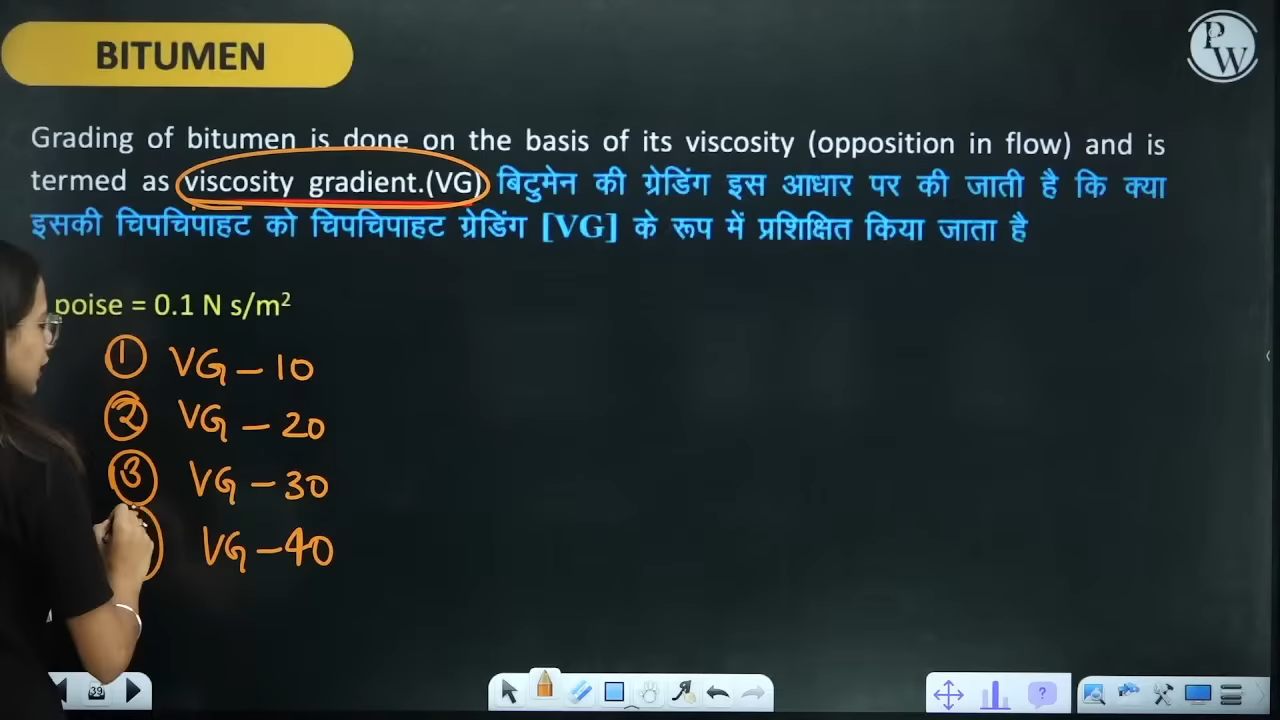 BITUMEN
PW
Grading of bitumen is done on the basis of its viscosity (opposition in flow) and is
termed as viscosity gradient.(VG) बिटुमेन की ग्रेडिंग इस आधार पर की जाती है कि क्या
इसकी चिपचिपाहट को चिपचिपाहट ग्रेडिंग [VG] के रूप में प्रशिक्षित किया जाता है
poise = 0.1 N s/m²
① VG - 10
② VG - 20
③ VG - 30
VG - 40
39